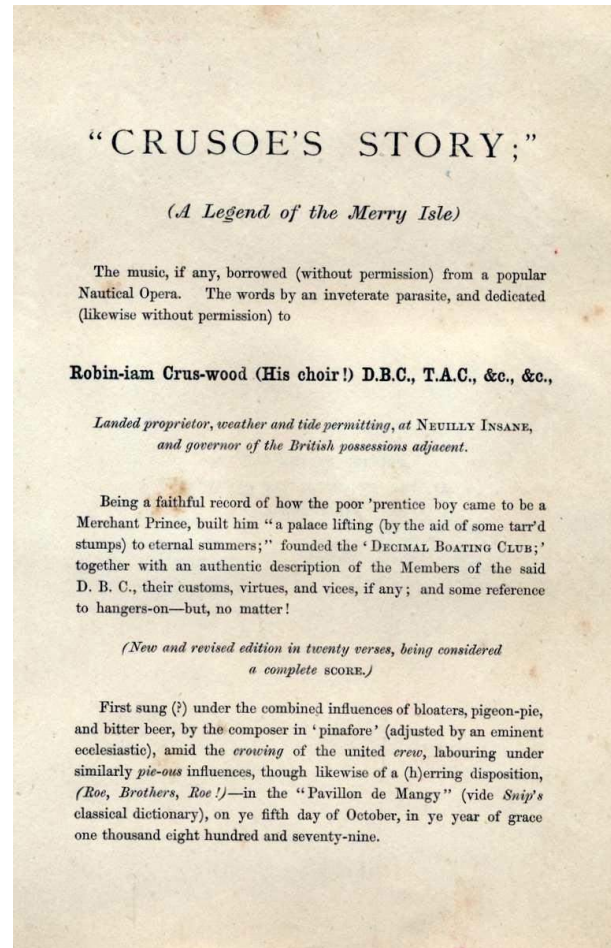 “CRUSOE’S STORY;”
(A Legend of the Merry Isle)
The music, if any, borrowed (without permission) from a popular
Nautical Opera. The words by an inveterate parasite, and dedicated
(likewise without permission) to
Robin-iam Crus-wood (His choir!) D.B.C., T.A.C., &c., &c.,
Landed proprietor, weather and tide permitting, at NEUILLY INSANE,
and governor of the British possessions adjacent.
Being a faithful record of how the poor ’prentice boy came to be a
Merchant Prince, built him “a palace lifting (by the aid of some tarr’d
stumps) to eternal summers;” founded the ‘DECIMAL BOATING CLUB;’
together with an authentic description of the Members of the said
D. B. C., their customs, virtues, and vices, if any; and some reference
to hangers-on—but, no matter!
(New and revised edition in twenty verses, being considered
a complete SCORE.)
First sung (?) under the combined influences of bloaters, pigeon-pie,
and bitter beer, by the composer in ‘pinafore’ (adjusted by an eminent
ecclesiastic), amid the crowing of the united crew, labouring under
similarly pie-ous influences, though likewise of a (h)erring disposition,
(Roe, Brothers, Roe!)—in the “Pavillon de Mangy” (vide Snip’s
classical dictionary), on ye fifth day of October, in ye year of grace
one thousand eight hundred and seventy-nine.